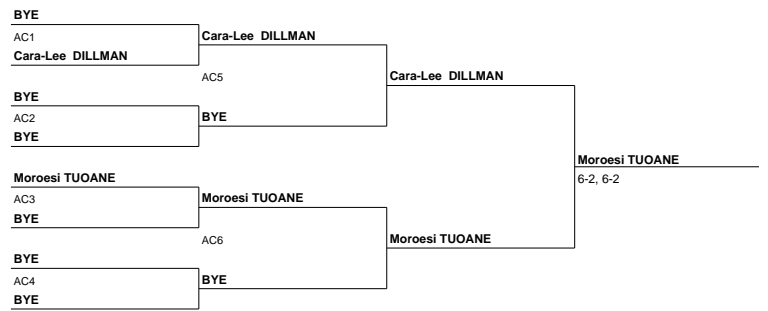 BYE
AC1
Cara-Lee DILLMAN
Cara-Lee DILLMAN
AC5
Cara-Lee DILLMAN
BYE
AC2
BYE
BYE
Moroesi TUOANE
6-2, 6-2
Moroesi TUOANE
AC3
Moroesi TUOANE
BYE
AC6
Moroesi TUOANE
BYE
AC4
BYE
BYE